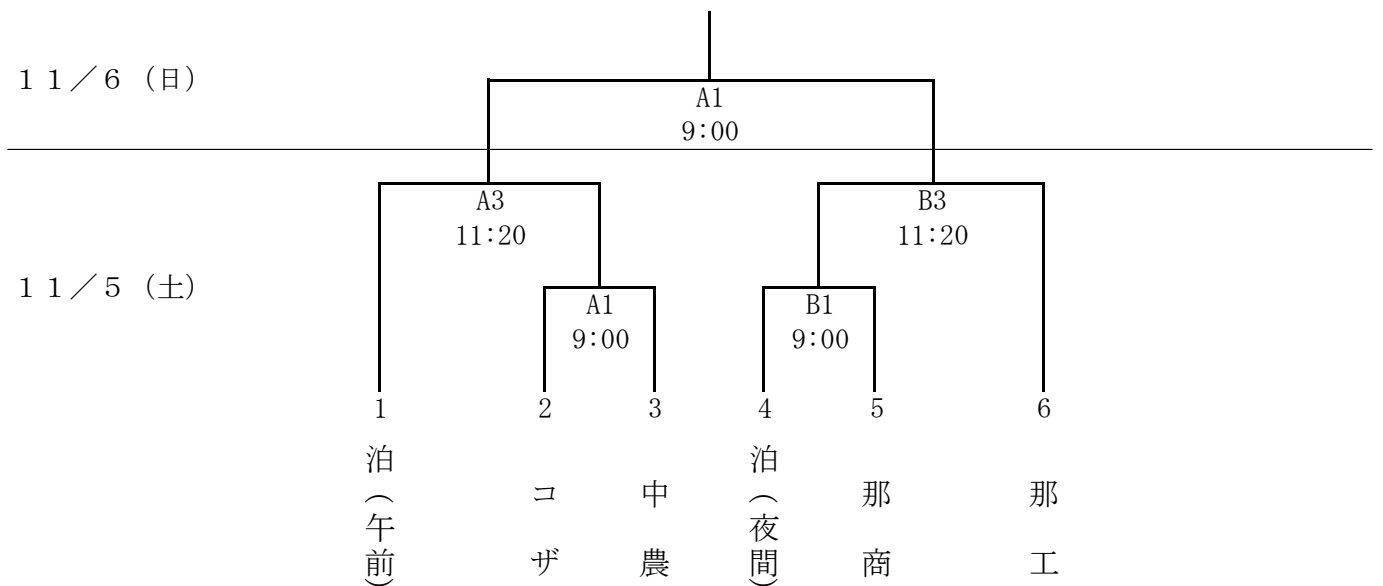 １１／６（日）
A1
9:00
A3
11:20
B3
11:20
１１／５（土）
A1
9:00
B1
9:00
1
2
3
4
5
6
泊（午前）
コザ
中農
泊（夜間）
那商
那工